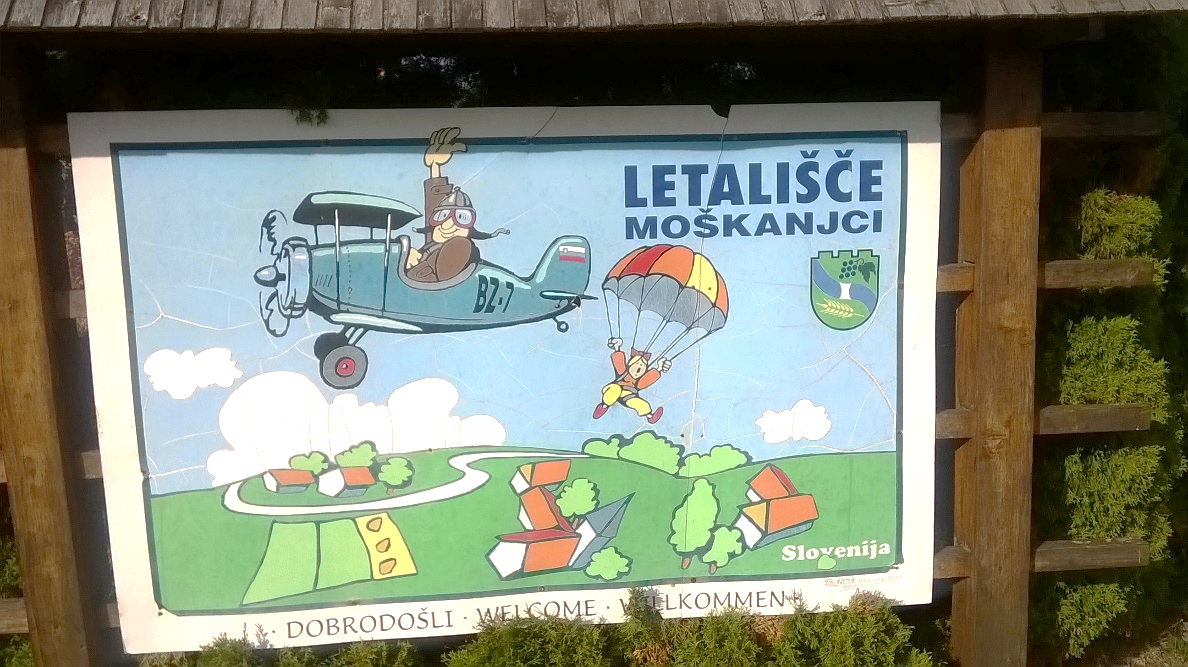 LETALIŠČE
MOŠKANJCI
BZ-7
Slovenija
· DOBRODOŠLI · WELCOME · WILLKOMMEN ·